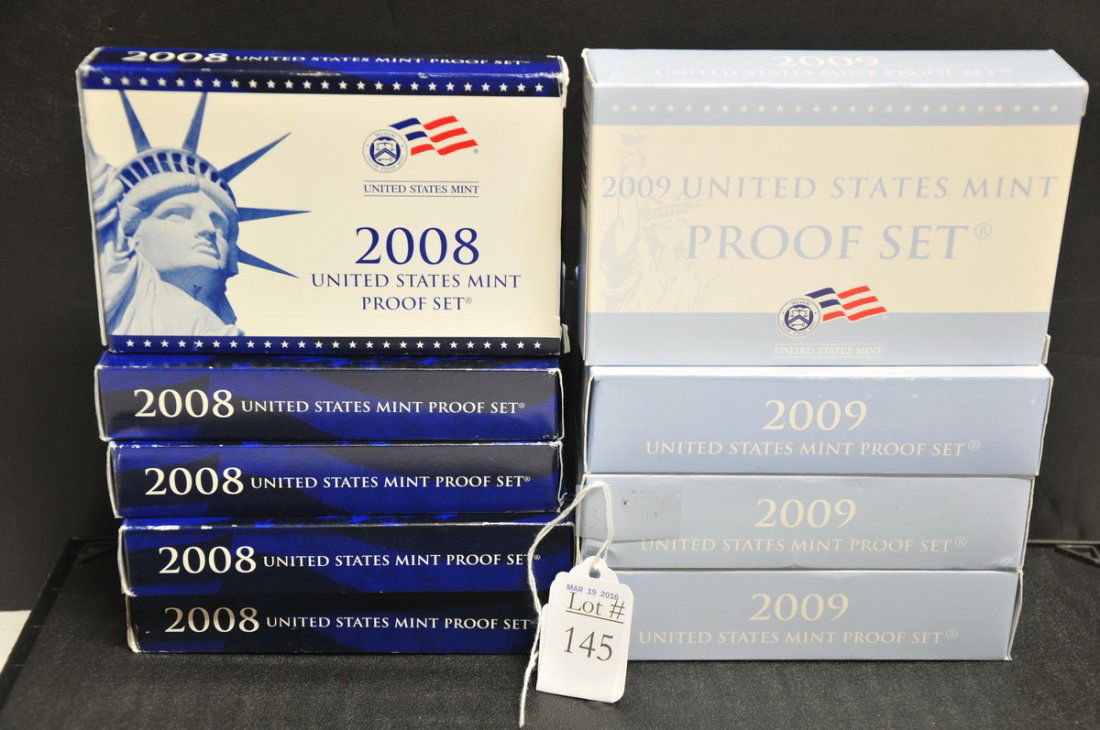 2008 UNITED STATES MINT PROOF SET®
UNITED STATES MINT
2008
UNITED STATES MINT
PROOF SET®
2008 UNITED STATES MINT PROOF SET®
2008 UNITED STATES MINT PROOF SET®
2008 UNITED STATES MINT PROOF SET®
2008 UNITED STATES MINT PROOF SET®
2009
UNITED STATES MINT PROOF SET®
2009 UNITED STATES MINT
PROOF SET®
UNITED STATES MINT
2009
UNITED STATES MINT PROOF SET®
2009
UNITED STATES MINT PROOF SET®
2009
UNITED STATES MINT PROOF SET®
MAR 19 2016
Lot #
145